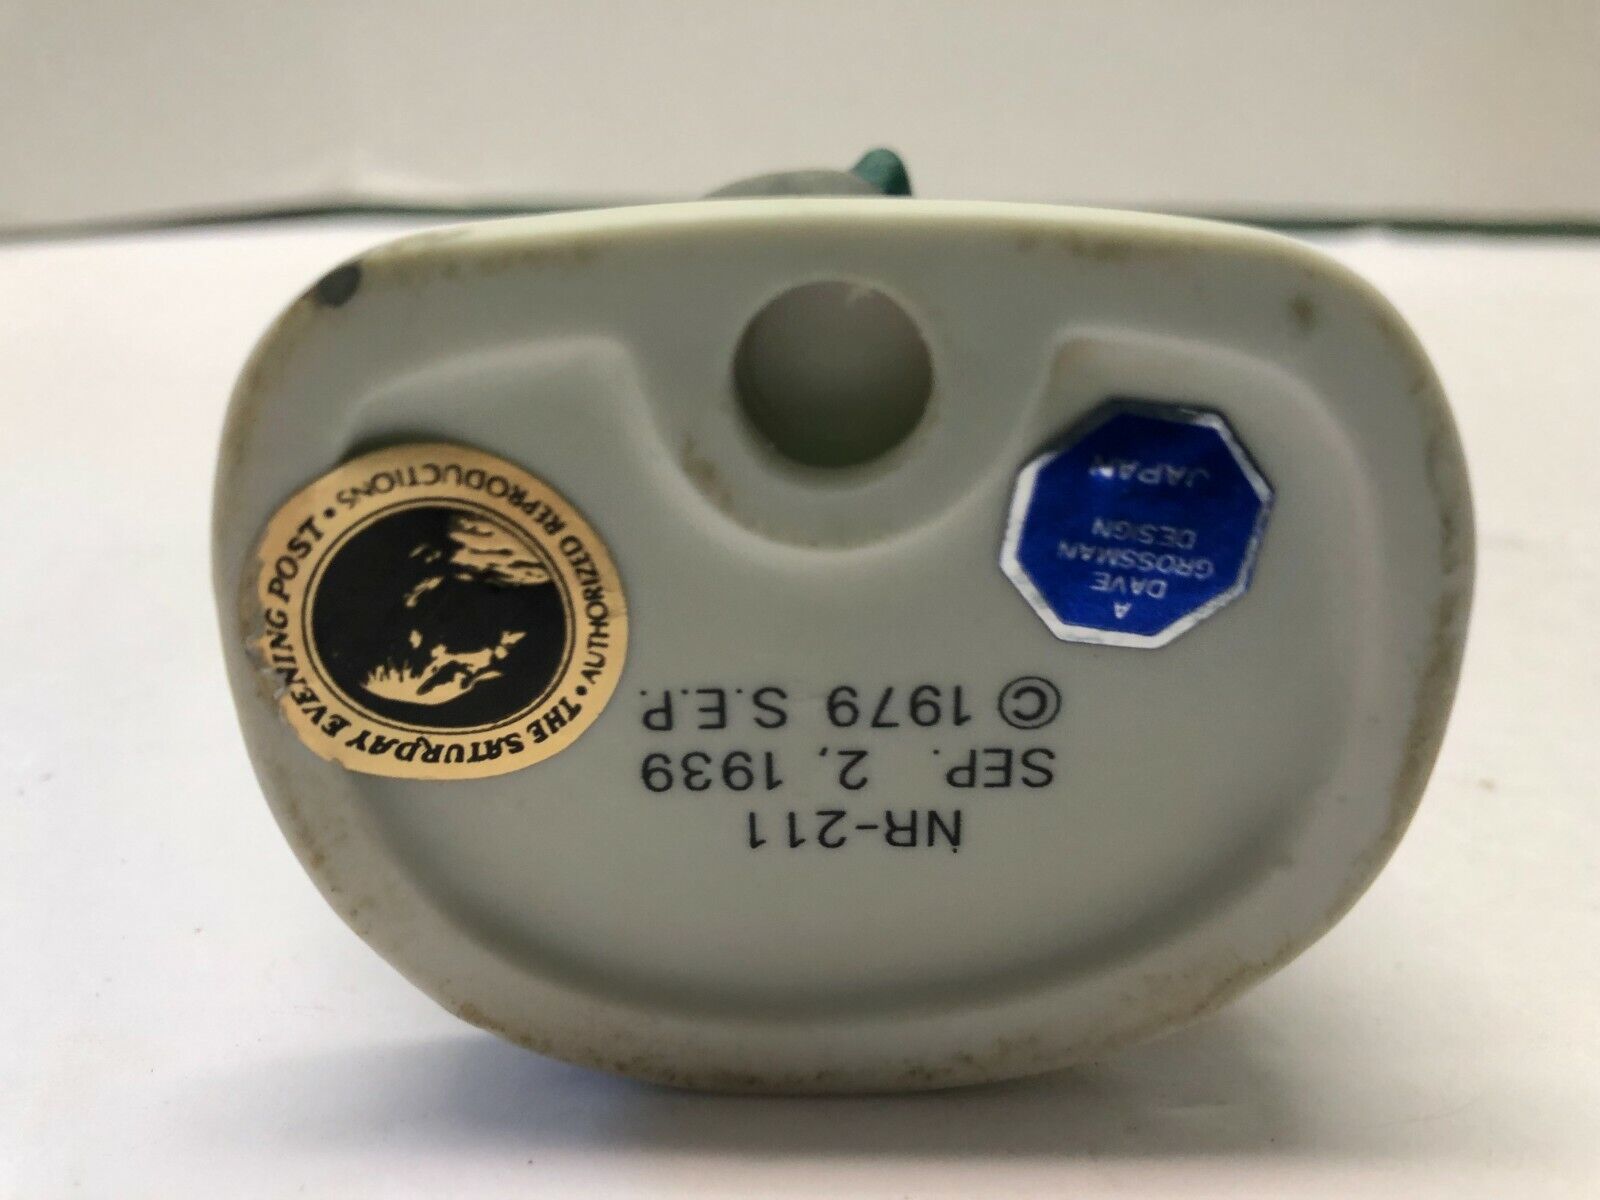 NR-211
SEP. 2, 1939
© 1979 S.E.P.
A
DAVE
GROSSMAN
DESIGN
JAPAN
• THE SATURDAY EVENING POST •
AUTHORIZED REPRODUCTIONS